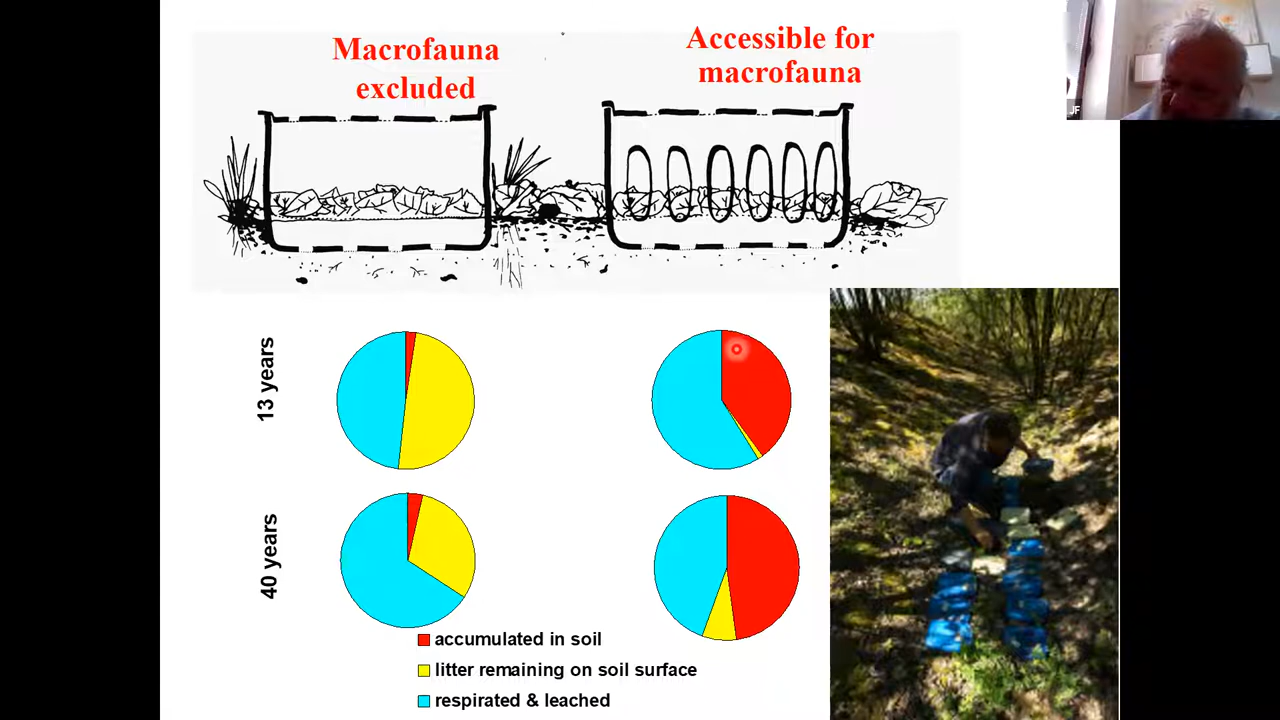 Macrofauna
excluded
Accessible for
macrofauna
JF
13 years
40 years
accumulated in soil
litter remaining on soil surface
respirated & leached